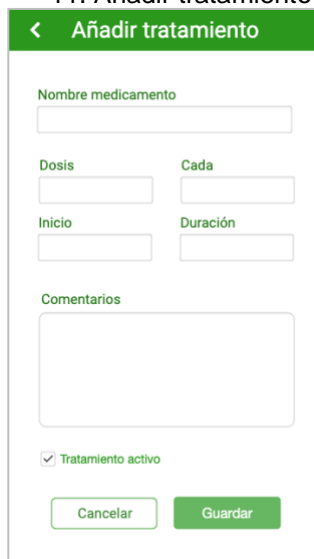 Añadir tratamiento
Nombre medicamento
Dosis Cada
Inicio Duración
Comentarios
Tratamiento activo
Cancelar Guardar